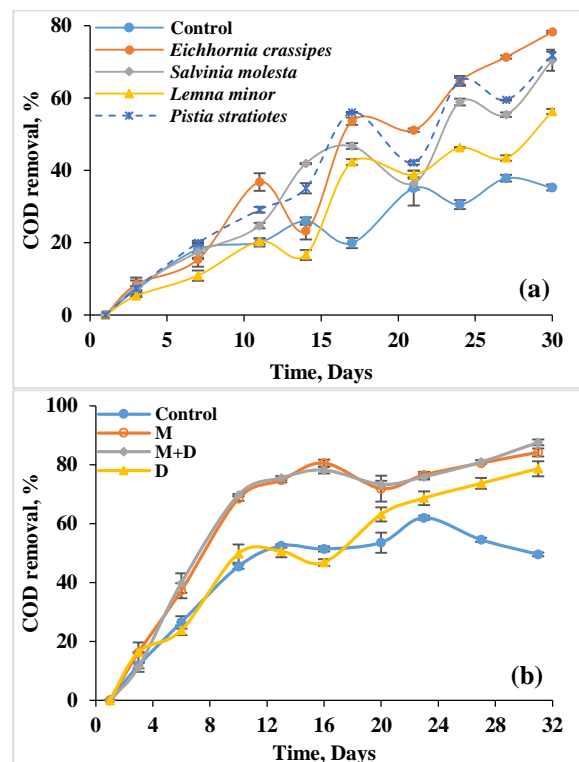 80
60
40
20
0
COD removal, %
Control
Eichhornia crassipes
Salvinia molesta
Lemna minor
Pistia stratiotes
(a)
0 5 10 15 20 25 30
Time, Days
100
80
60
40
20
0
COD removal, %
Control
M
M+D
D
(b)
0 4 8 12 16 20 24 28 32
Time, Days